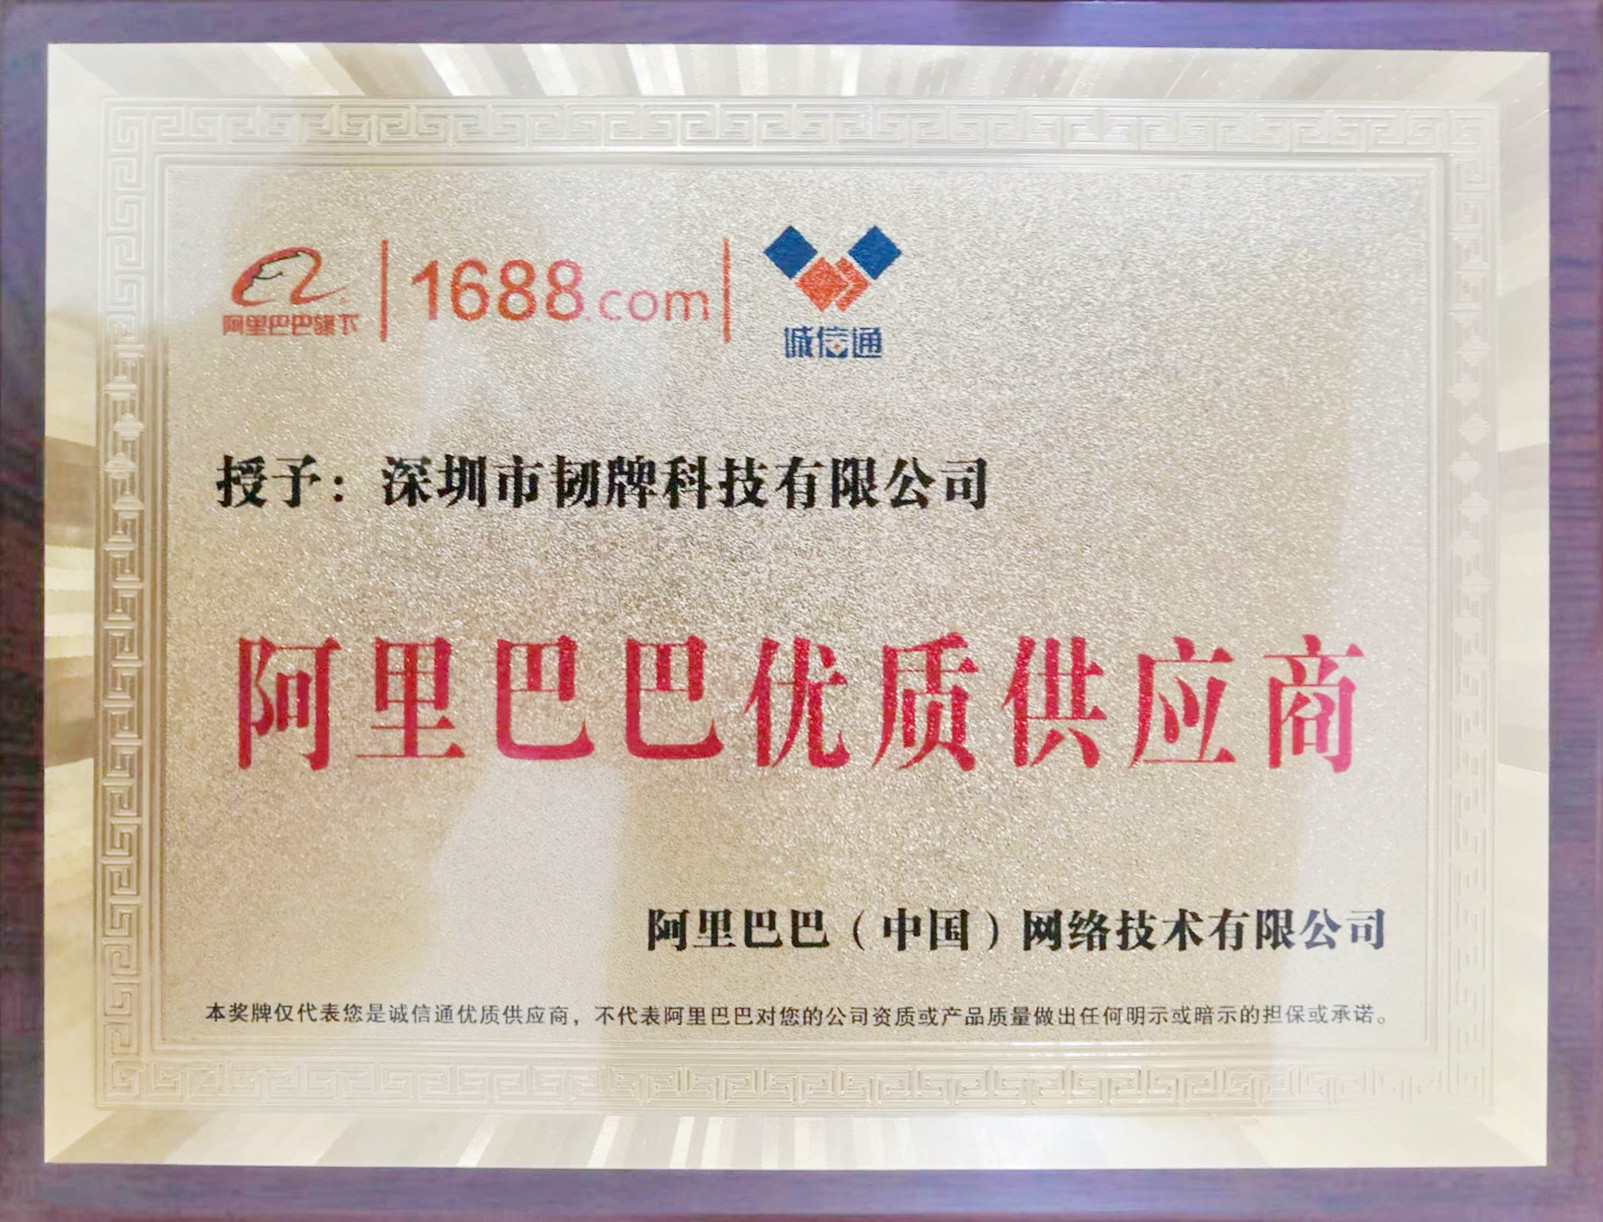 阿里巴巴旗下 1688.com 诚信通
授予：深圳市韧牌科技有限公司
阿里巴巴优质供应商
阿里巴巴（中国）网络技术有限公司
本奖牌仅代表您是诚信通优质供应商，不代表阿里巴巴对您的公司资质或产品质量做出任何明示或暗示的担保或承诺。